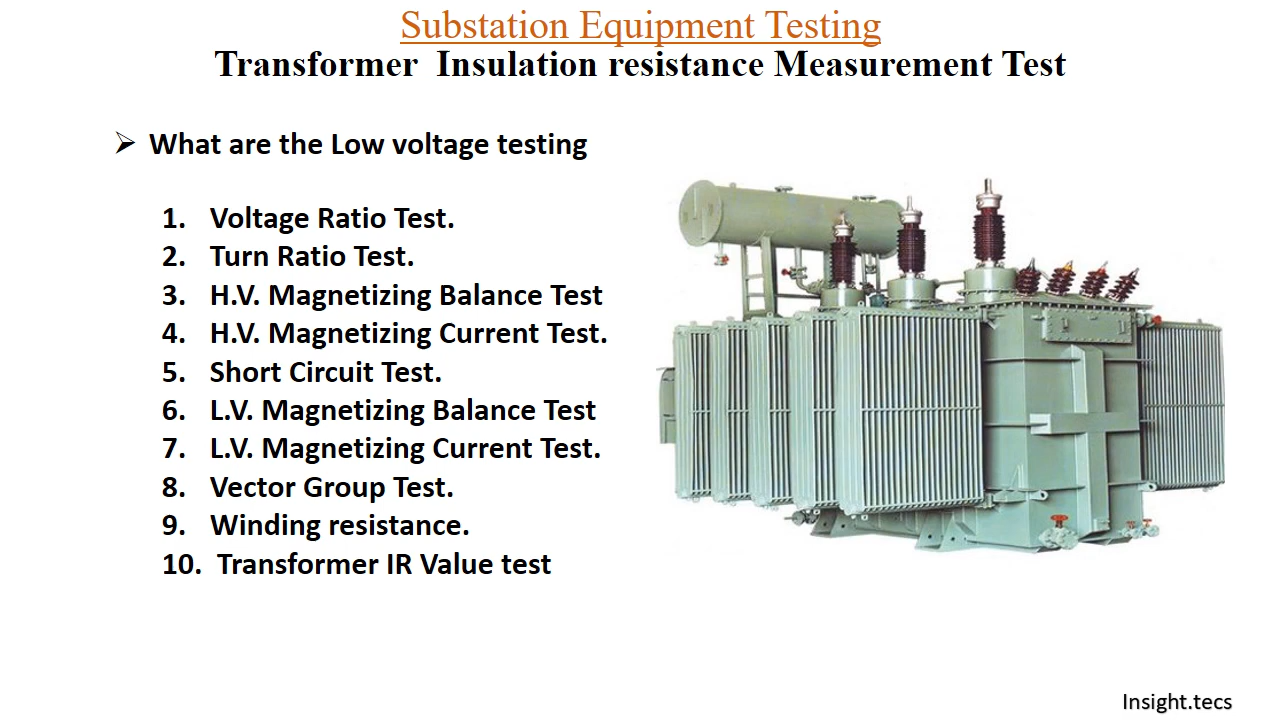 Substation Equipment Testing
Transformer Insulation resistance Measurement Test
➢ What are the Low voltage testing
1. Voltage Ratio Test.
2. Turn Ratio Test.
3. H.V. Magnetizing Balance Test
4. H.V. Magnetizing Current Test.
5. Short Circuit Test.
6. L.V. Magnetizing Balance Test
7. L.V. Magnetizing Current Test.
8. Vector Group Test.
9. Winding resistance.
10. Transformer IR Value test
Insight.tecs